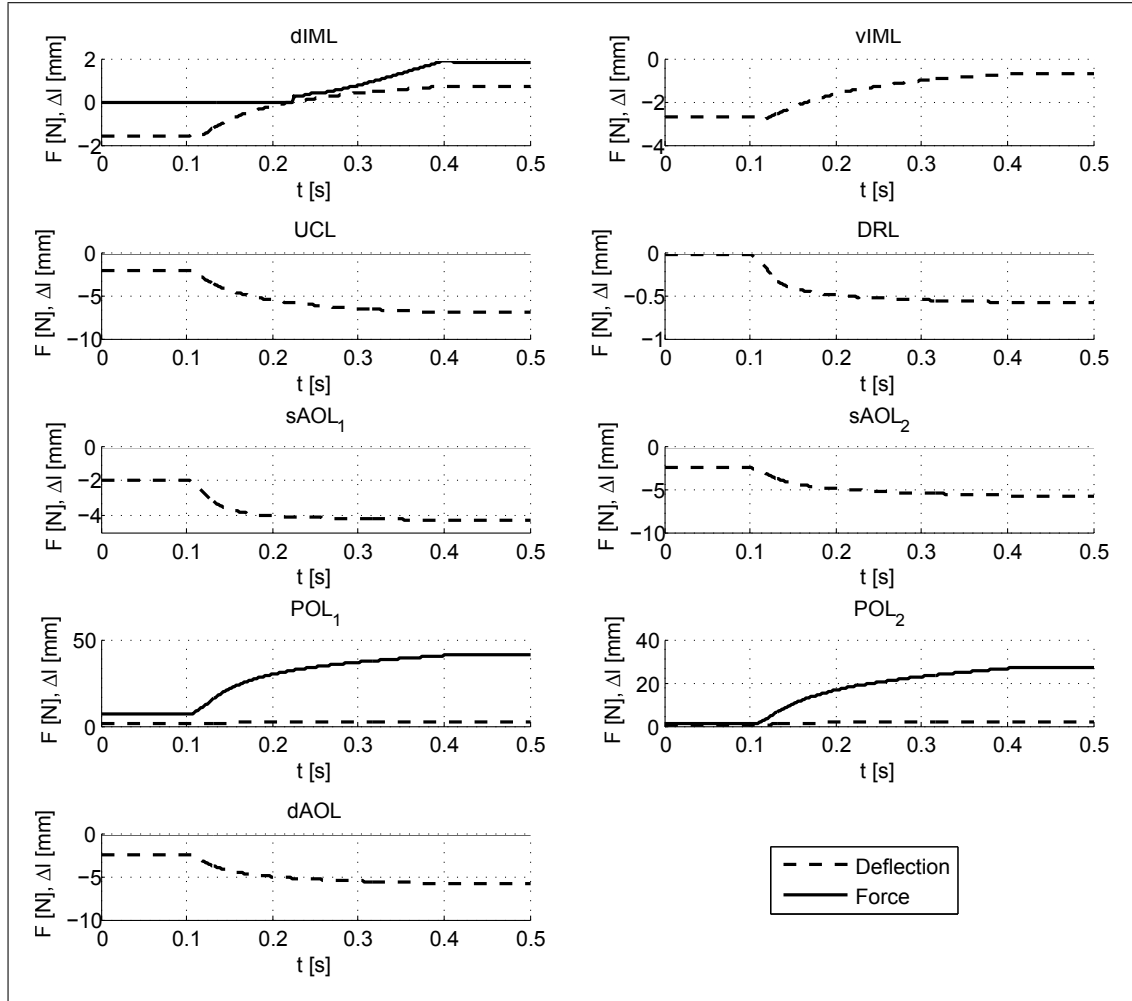 dIML
F [N], Δl [mm]
2
0
−2
0 0.1 0.2 0.3 0.4 0.5
t [s]
vIML
F [N], Δl [mm]
0
−2
−4
0 0.1 0.2 0.3 0.4 0.5
t [s]
UCL
F [N], Δl [mm]
0
−5
−10
0 0.1 0.2 0.3 0.4 0.5
t [s]
DRL
F [N], Δl [mm]
0
−0.5
−1
0 0.1 0.2 0.3 0.4 0.5
t [s]
sAOL1
F [N], Δl [mm]
0
−2
−4
0 0.1 0.2 0.3 0.4 0.5
t [s]
sAOL2
F [N], Δl [mm]
0
−5
−10
0 0.1 0.2 0.3 0.4 0.5
t [s]
POL1
F [N], Δl [mm]
50
0
0 0.1 0.2 0.3 0.4 0.5
t [s]
POL2
F [N], Δl [mm]
40
20
0
0 0.1 0.2 0.3 0.4 0.5
t [s]
dAOL
F [N], Δl [mm]
0
−5
−10
0 0.1 0.2 0.3 0.4 0.5
t [s]
Deflection
Force